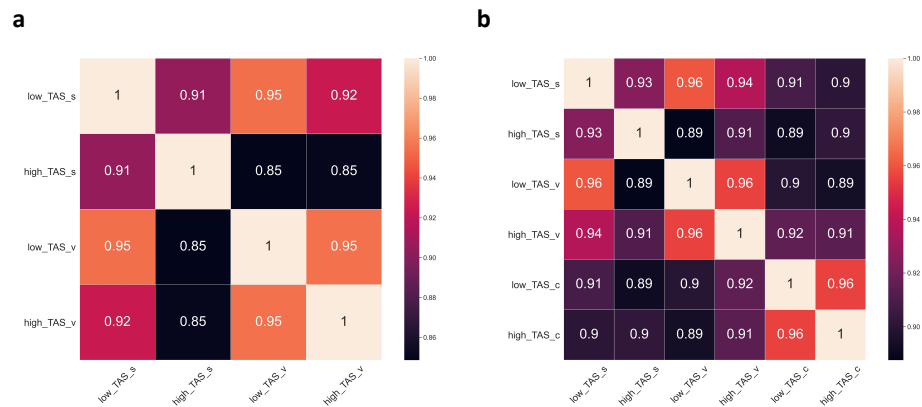 a
low_TAS_s 1 0.91 0.95 0.92
high_TAS_s 0.91 1 0.85 0.85
low_TAS_v 0.95 0.85 1 0.95
high_TAS_v 0.92 0.85 0.95 1
low_TAS_s high_TAS_s low_TAS_v high_TAS_v
1.00
0.98
0.96
0.94
0.92
0.90
0.88
0.86
b
low_TAS_s 1 0.93 0.96 0.94 0.91 0.9
high_TAS_s 0.93 1 0.89 0.91 0.89 0.9
low_TAS_v 0.96 0.89 1 0.96 0.9 0.89
high_TAS_v 0.94 0.91 0.96 1 0.92 0.91
low_TAS_c 0.91 0.89 0.9 0.92 1 0.96
high_TAS_c 0.9 0.9 0.89 0.91 0.96 1
low_TAS_s high_TAS_s low_TAS_v high_TAS_v low_TAS_c high_TAS_c
1.00
0.98
0.96
0.94
0.92
0.90